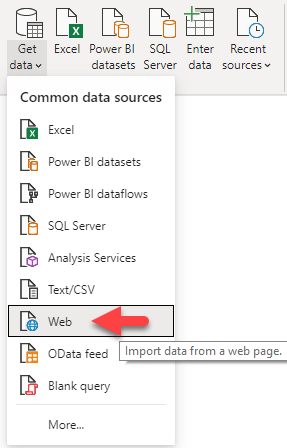 Get data
Excel
Power BI datasets
SQL Server
Enter data
Recent sources
Common data sources
Excel
Power BI datasets
Power BI dataflows
SQL Server
Analysis Services
Text/CSV
Web
Import data from a web page.
OData feed
Blank query
More...